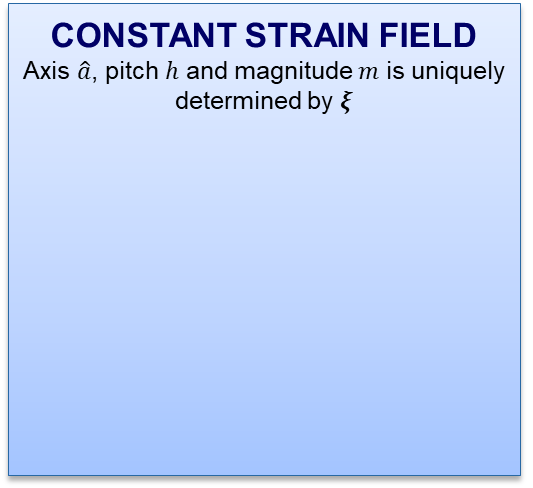 CONSTANT STRAIN FIELD
Axis â, pitch h and magnitude m is uniquely
determined by ξ